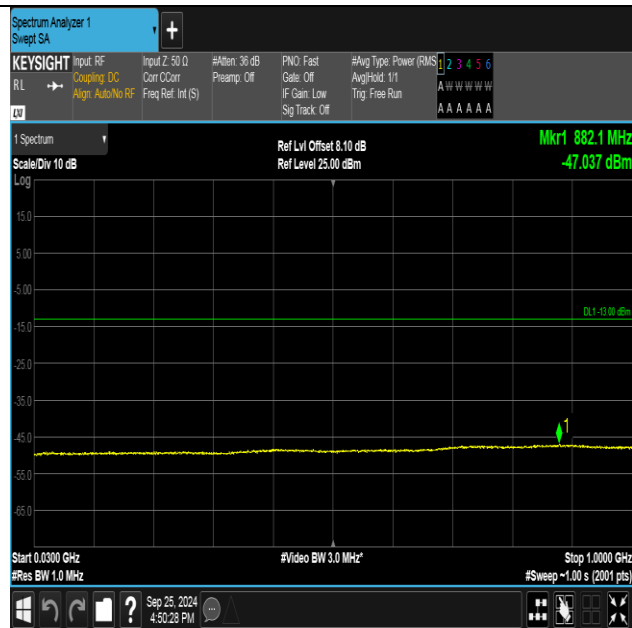 Spectrum Analyzer 1
Swept SA
+
KEYSIGHT
RL
LXI
Input: RF
Coupling: DC
Align: Auto/No RF
Input Z: 50 Ω
Corr CCorr
Freq Ref: Int (S)
#Atten: 36 dB
Preamp: Off
PNO: Fast
Gate: Off
IF Gain: Low
Sig Track: Off
#Avg Type: Power (RMS
Avg|Hold: 1/1
Trig: Free Run
1 2 3 4 5 6
A W W W W W
A A A A A A
1 Spectrum
Scale/Div 10 dB
Log
Ref Lvl Offset 8.10 dB
Ref Level 25.00 dBm
Mkr1 882.1 MHz
-47.037 dBm
15.0
5.00
-5.00
DL1 -13.00 dBm
-15.0
-25.0
-35.0
-45.0
1
-55.0
-65.0
Start 0.0300 GHz
#Res BW 1.0 MHz
#Video BW 3.0 MHz*
Stop 1.0000 GHz
#Sweep ~1.00 s (2001 pts)
?
Sep 25, 2024
4:50:28 PM